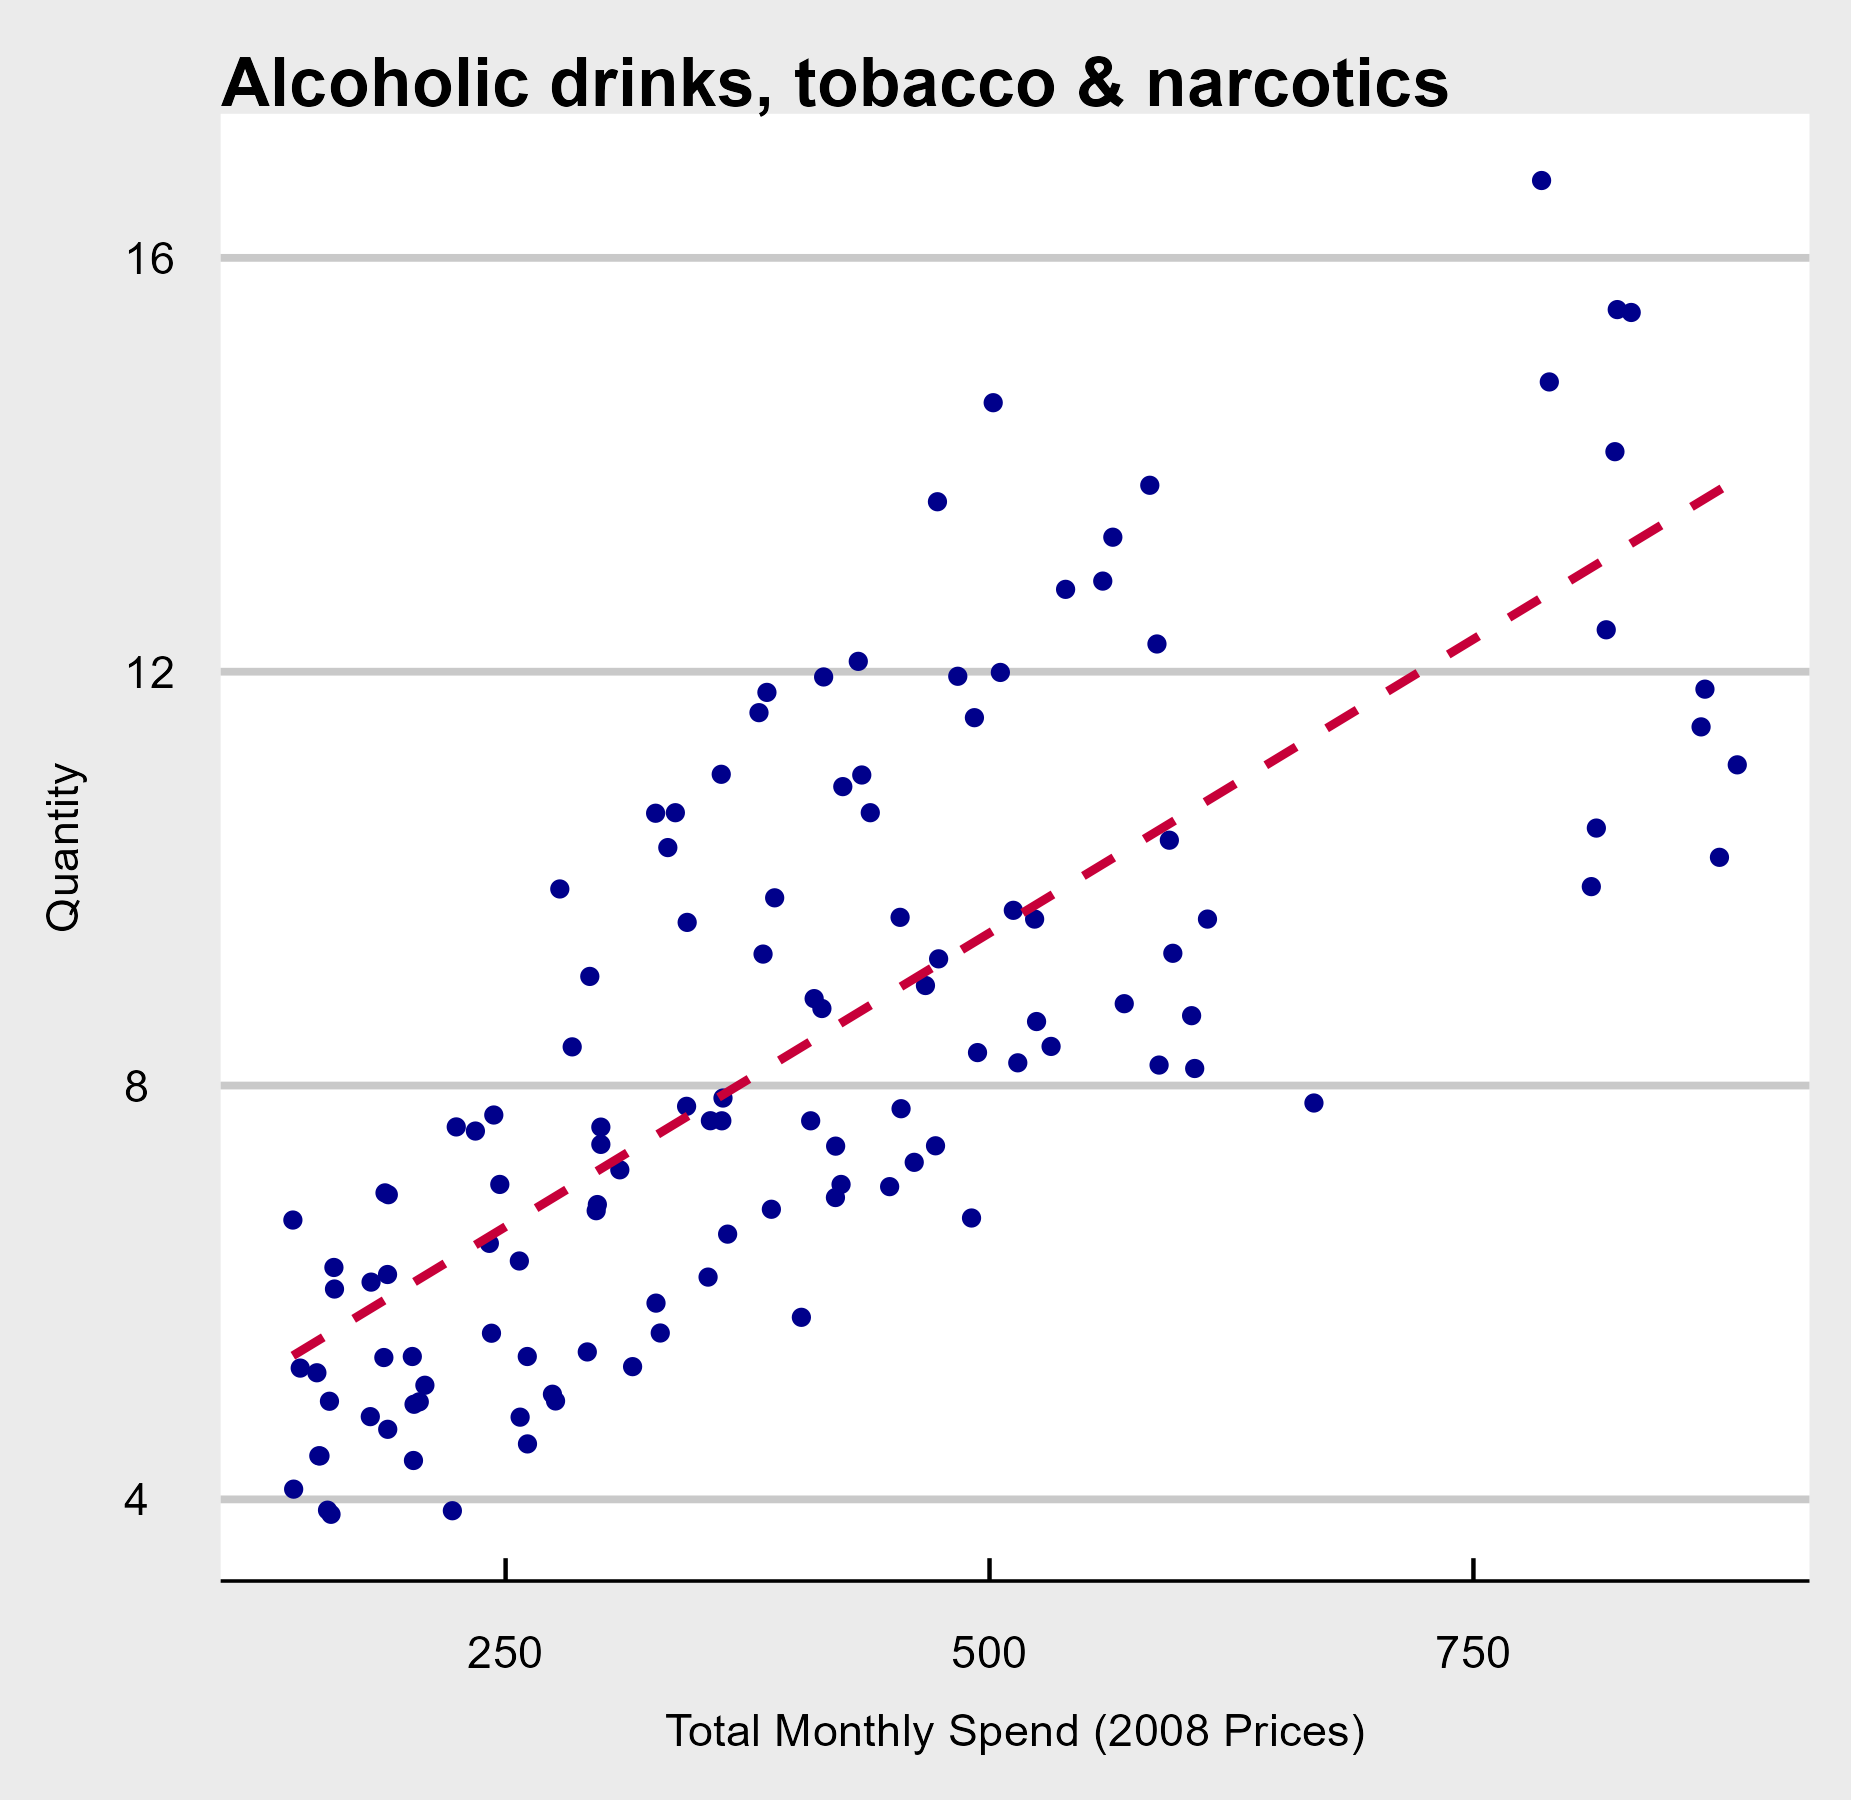 Alcoholic drinks, tobacco & narcotics
16
12
8
4
Quantity
250 500 750
Total Monthly Spend (2008 Prices)